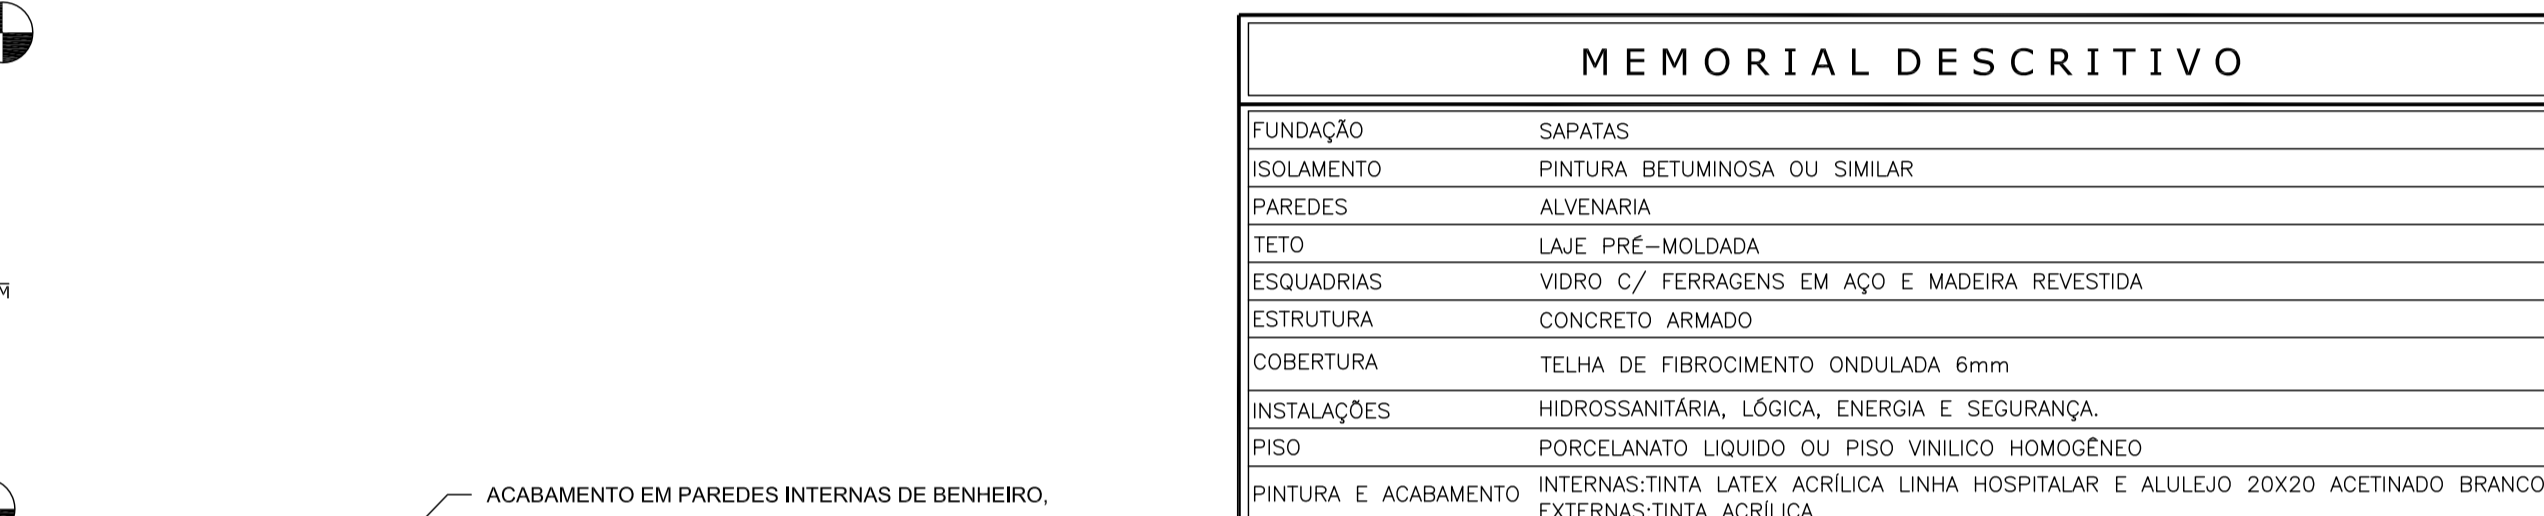 MEMORIAL DESCRITIVO
FUNDAÇÃO SAPATAS
ISOLAMENTO PINTURA BETUMINOSA OU SIMILAR
PAREDES ALVENARIA
TETO LAJE PRÉ-MOLDADA
ESQUADRIAS VIDRO C/ FERRAGENS EM AÇO E MADEIRA REVESTIDA
ESTRUTURA CONCRETO ARMADO
COBERTURA TELHA DE FIBROCIMENTO ONDULADA 6mm
INSTALAÇÕES HIDROSSANITÁRIA, LÓGICA, ENERGIA E SEGURANÇA.
PISO PORCELANATO LIQUIDO OU PISO VINILICO HOMOGÊNEO
PINTURA E ACABAMENTO INTERNAS:TINTA LATEX ACRÍLICA LINHA HOSPITALAR E ALULEJO 20X20 ACETINADO BRANCO
EXTERNAS:TINTA ACRÍLICA
ACABAMENTO EM PAREDES INTERNAS DE BENHEIRO,